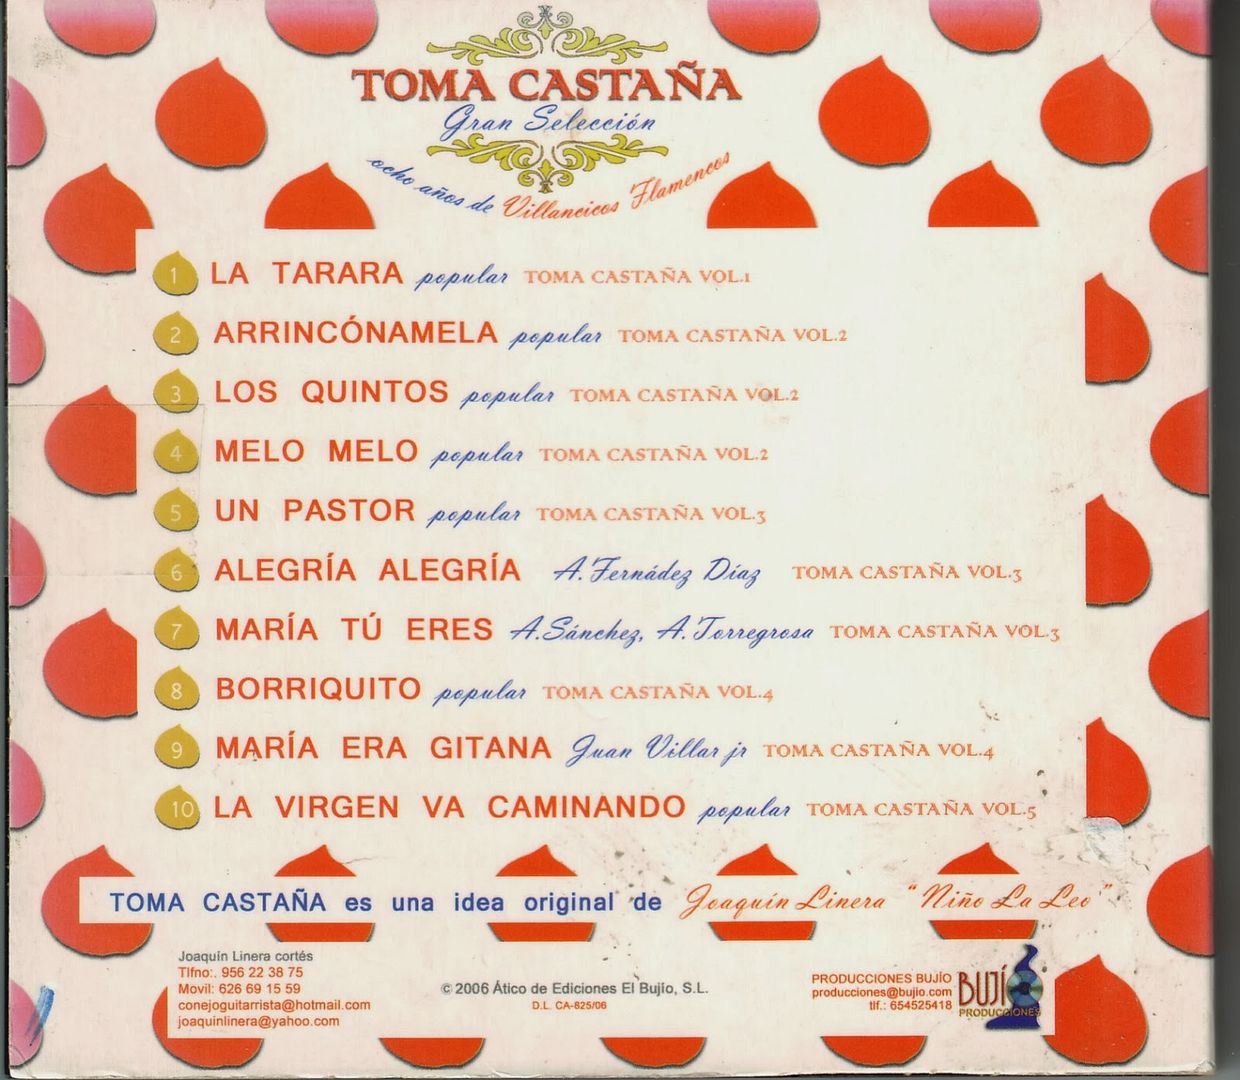 TOMA CASTAÑA
Gran Selección
ocho años de Villancicos Flamencos
1 LA TARARA popular TOMA CASTAÑA VOL.1
2 ARRINCÓNAMELA popular TOMA CASTAÑA VOL.2
3 LOS QUINTOS popular TOMA CASTAÑA VOL.2
4 MELO MELO popular TOMA CASTAÑA VOL.2
5 UN PASTOR popular TOMA CASTAÑA VOL.3
6 ALEGRÍA ALEGRÍA A.Fernádez Díaz TOMA CASTAÑA VOL.3
7 MARÍA TÚ ERES A.Sánchez, A.Torregrosa TOMA CASTAÑA VOL.3
8 BORRIQUITO popular TOMA CASTAÑA VOL.4
9 MARÍA ERA GITANA Juan Villar jr TOMA CASTAÑA VOL.4
10 LA VIRGEN VA CAMINANDO popular TOMA CASTAÑA VOL.5
TOMA CASTAÑA es una idea original de Joaquín Linera "Niño La Leo"
Joaquín Linera cortés
Tlfno:. 956 22 38 75
Movil: 626 69 15 59
conejoguitarrista@hotmail.com
joaquinlinera@yahoo.com
© 2006 Ático de Ediciones El Bujío, S.L.
D.L. CA-825/06
PRODUCCIONES BUJÍO
producciones@bujio.com
tlf.: 654525418
BUJÍO
PRODUCCIONES